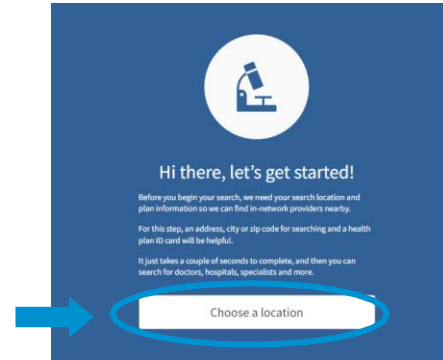 Hi there, let's get started!
Before you begin your search, we need your search location and
plan information so we can find in-network providers nearby.
For this step, an address, city or zip code for searching and a health
plan ID card will be helpful.
It just takes a couple of seconds to complete, and then you can
search for doctors, hospitals, specialists and more.
Choose a location